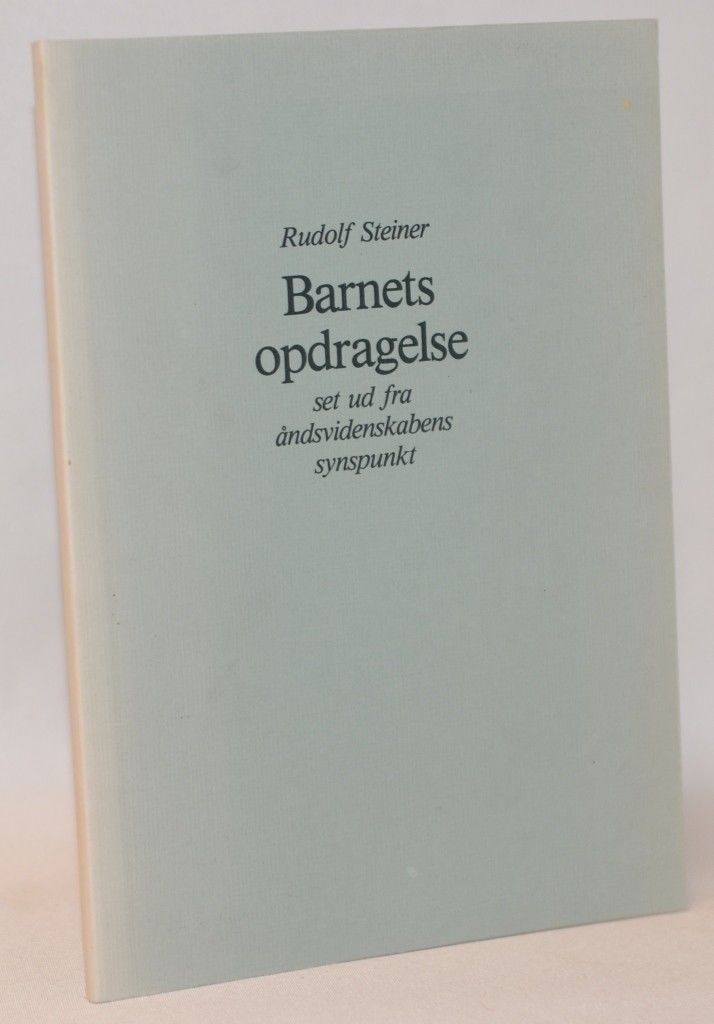 Rudolf Steiner
Barnets
opdragelse
set ud fra
åndsvidenskabens
synspunkt